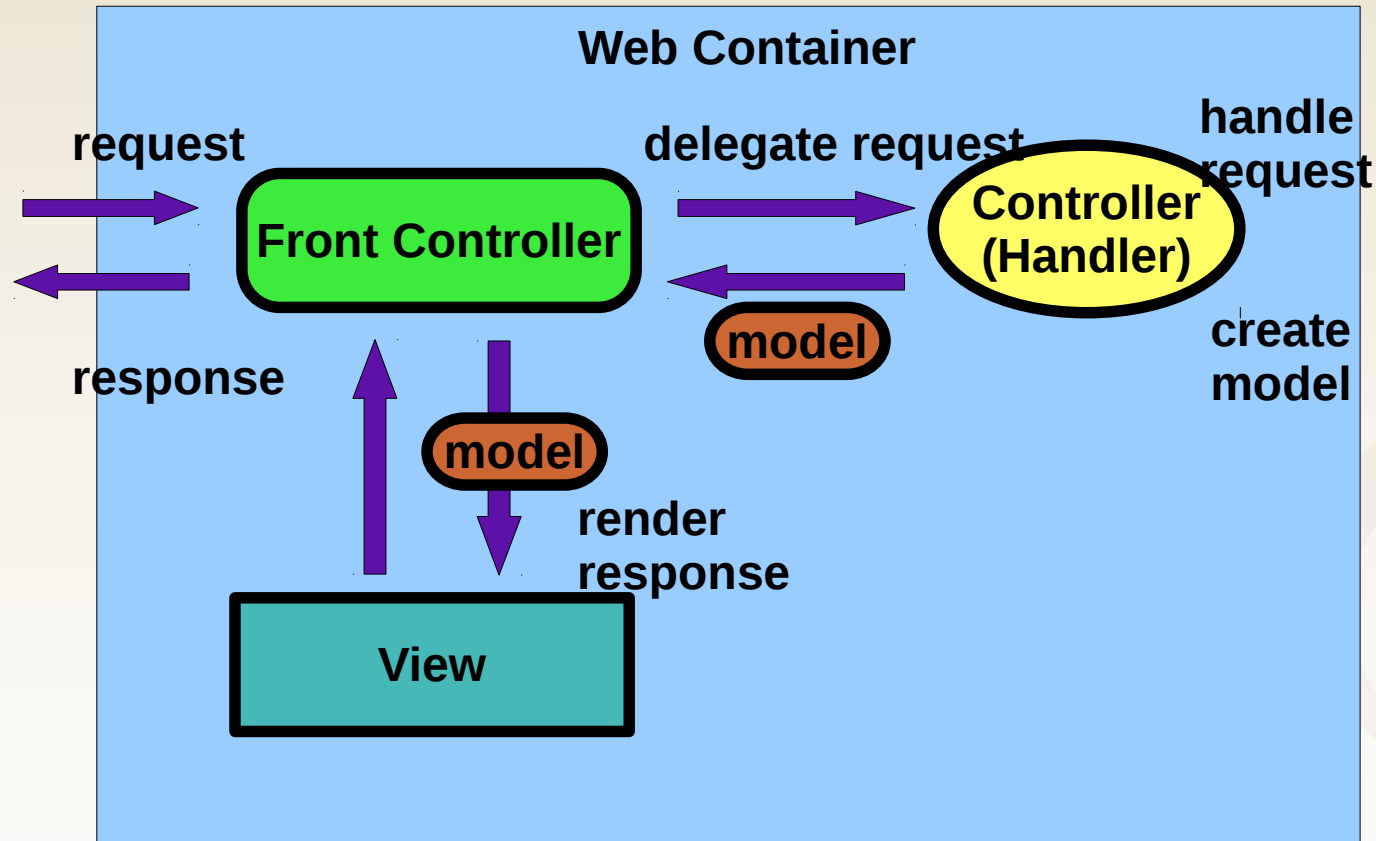 Web Container
request
delegate request
handle
request
Front Controller
Controller
(Handler)
model
create
model
response
model
render
response
View